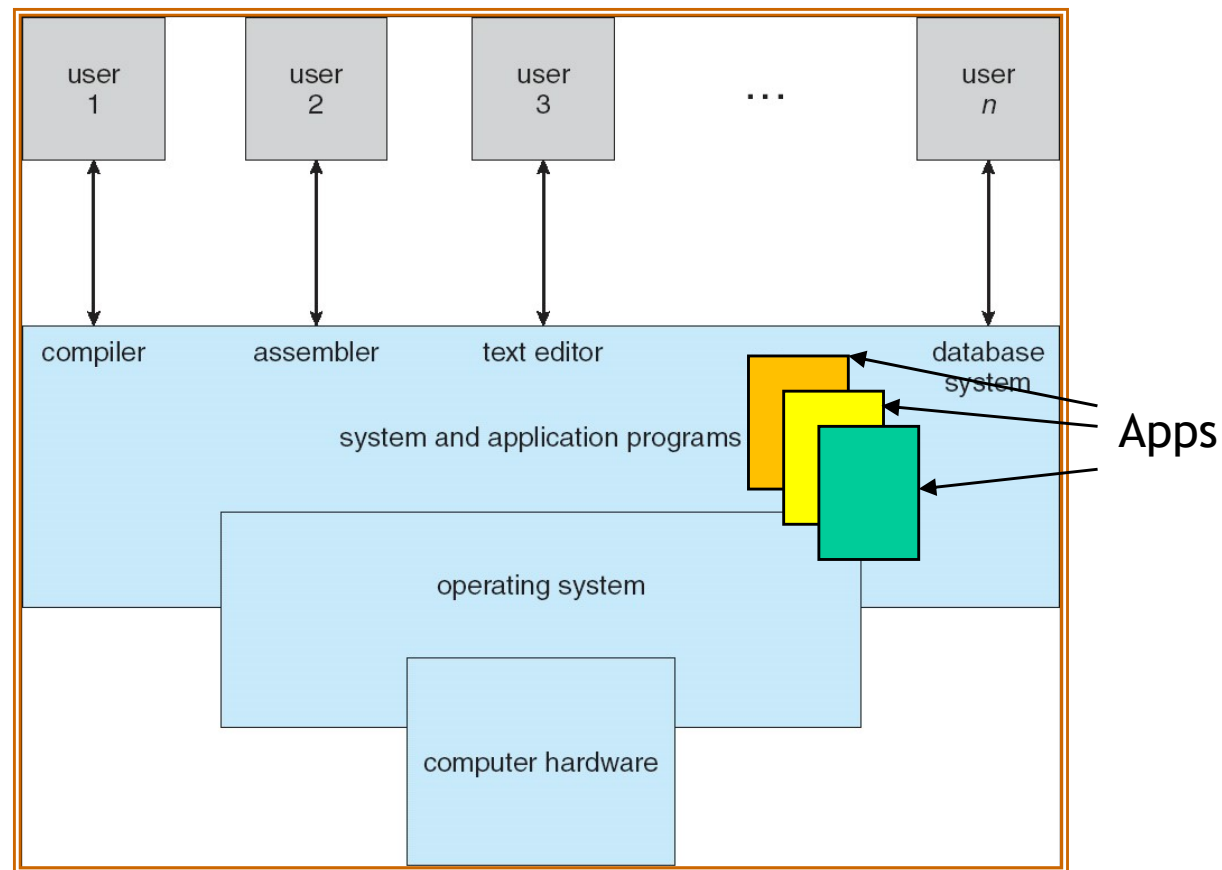 user
1
user
2
user
3
...
user
n
compiler
assembler
text editor
database
system
system and application programs
Apps
operating system
computer hardware